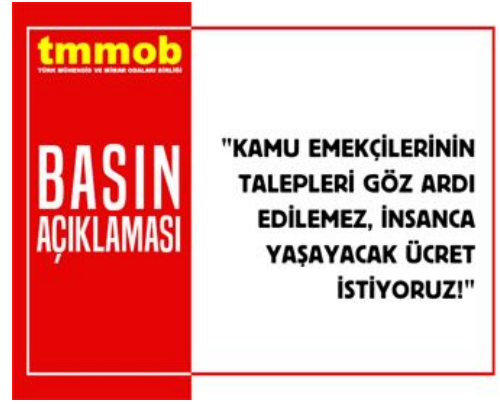 tmmob
TÜRK MÜHENDİS VE MİMAR ODALARI BİRLİĞİ
BASIN
AÇIKLAMASI
"KAMU EMEKÇİLERİNİN
TALEPLERİ GÖZ ARDI
EDİLEMEZ, İNSANCA
YAŞAYACAK ÜCRET
İSTİYORUZ!"